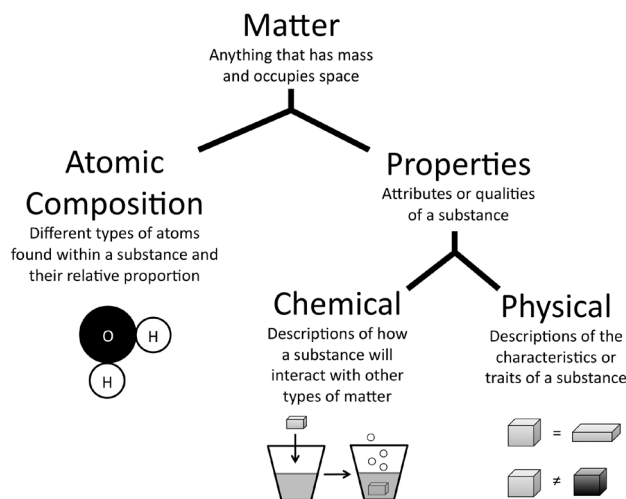 Matter
Anything that has mass
and occupies space
Atomic
Composition
Different types of atoms
found within a substance and
their relative proportion
O
H
H
Properties
Attributes or qualities
of a substance
Chemical
Descriptions of how
a substance will
interact with other
types of matter
Physical
Descriptions of the
characteristics or
traits of a substance
=
≠